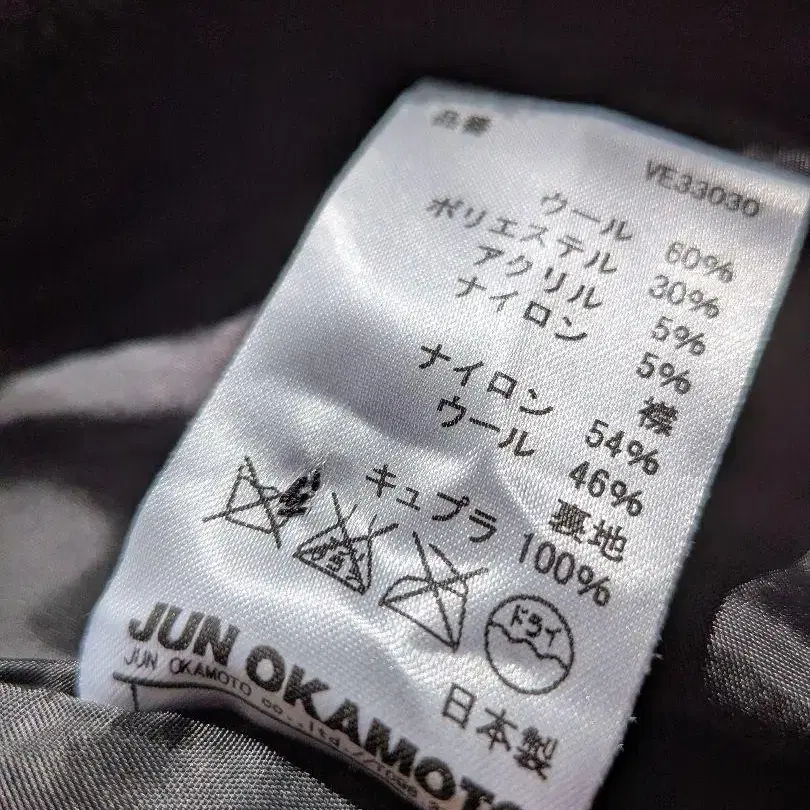 品番
VE33030
ウール 60%
ポリエステル 30%
アクリル 5%
ナイロン 5%
襟
ナイロン 54%
ウール 46%
裏地
キュプラ 100%
ドライ
日本製
JUN OKAMOTO
JUN OKAMOTO co.,ltd.